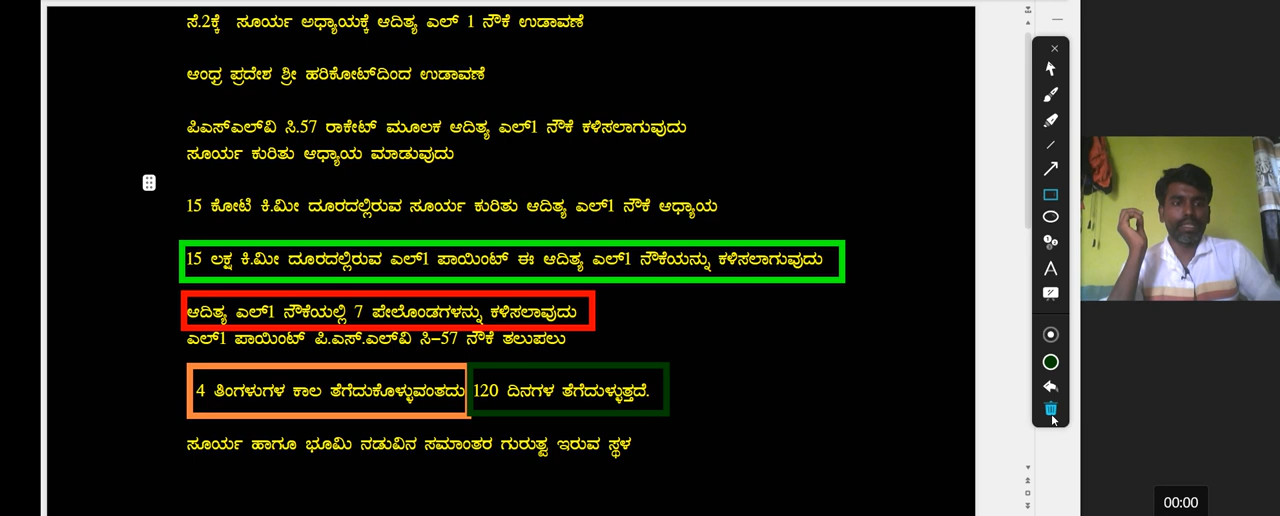 ಸೆ.2ಕ್ಕೆ ಸೂರ್ಯ ಅಧ್ಯಾಯಕ್ಕೆ ಆದಿತ್ಯ ಎಲ್ 1 ನೌಕೆ ಉಡಾವಣೆ
ಆಂಧ್ರ ಪ್ರದೇಶ ಶ್ರೀ ಹರಿಕೋಟ್‌ದಿಂದ ಉಡಾವಣೆ
ಪಿಎಸ್‌ಎಲ್‌ವಿ ಸಿ.57 ರಾಕೇಟ್ ಮೂಲಕ ಆದಿತ್ಯ ಎಲ್1 ನೌಕೆ ಕಳಿಸಲಾಗುವುದು
ಸೂರ್ಯ ಕುರಿತು ಆಧ್ಯಾಯ ಮಾಡುವುದು
15 ಕೋಟಿ ಕಿ.ಮೀ ದೂರದಲ್ಲಿರುವ ಸೂರ್ಯ ಕುರಿತು ಆದಿತ್ಯ ಎಲ್1 ನೌಕೆ ಆಧ್ಯಾಯ
15 ಲಕ್ಷ ಕಿ.ಮೀ ದೂರದಲ್ಲಿರುವ ಎಲ್1 ಪಾಯಿಂಟ್ ಈ ಆದಿತ್ಯ ಎಲ್1 ನೌಕೆಯನ್ನು ಕಳಿಸಲಾಗುವುದು
ಆದಿತ್ಯ ಎಲ್1 ನೌಕೆಯಲ್ಲಿ 7 ಪೇಲೊಂಡಗಳನ್ನು ಕಳಿಸಲಾವುದು
ಎಲ್1 ಪಾಯಿಂಟ್ ಪಿ.ಎಸ್.ಎಲ್‌ವಿ ಸಿ-57 ನೌಕೆ ತಲುಪಲು
4 ತಿಂಗಳುಗಳ ಕಾಲ ತೆಗೆದುಕೊಳ್ಳುವಂತದು 120 ದಿನಗಳ ತೆಗೆದುಳ್ಳುತ್ತದೆ.
ಸೂರ್ಯ ಹಾಗೂ ಭೂಮಿ ನಡುವಿನ ಸಮಾಂತರ ಗುರುತ್ವ ಇರುವ ಸ್ಥಳ
00:00